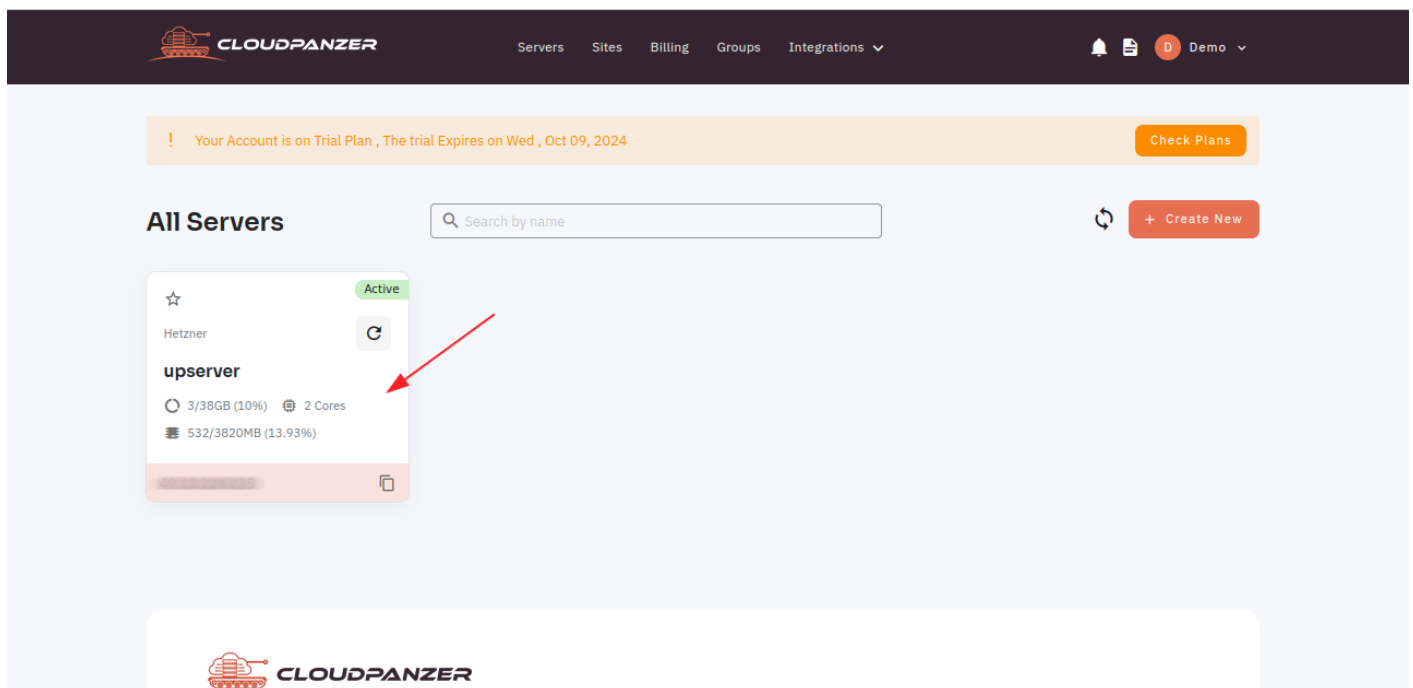 CLOUDPANZER
Servers Sites Billing Groups Integrations
D Demo
! Your Account is on Trial Plan , The trial Expires on Wed , Oct 09, 2024
Check Plans
All Servers
Search by name
+ Create New
Active
Hetzner
upserver
3/38GB (10%) 2 Cores
532/3820MB (13.93%)
CLOUDPANZER